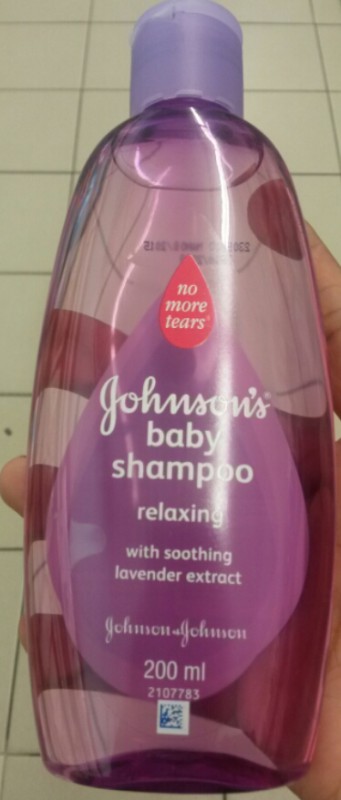 no
more
tears
Johnson's®
baby
shampoo
relaxing
with soothing
lavender extract
Johnson & Johnson
200 ml
2107783